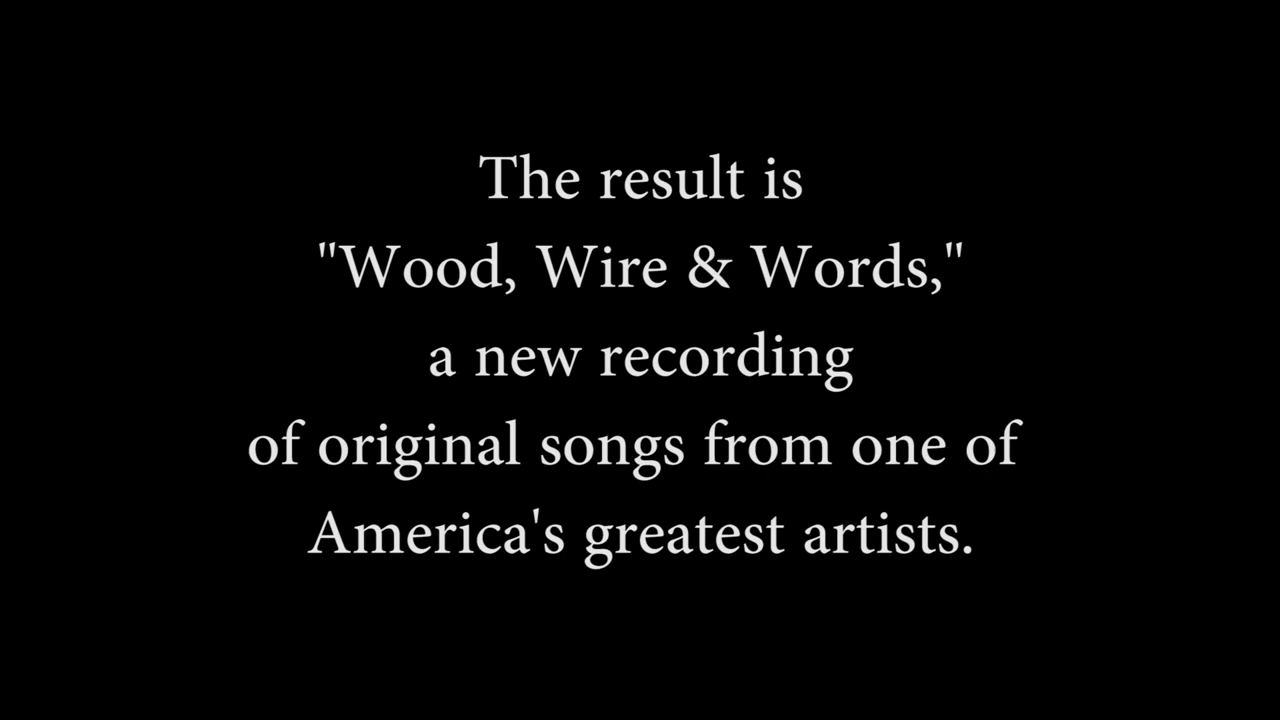 The result is
"Wood, Wire & Words,"
a new recording
of original songs from one of
America's greatest artists.